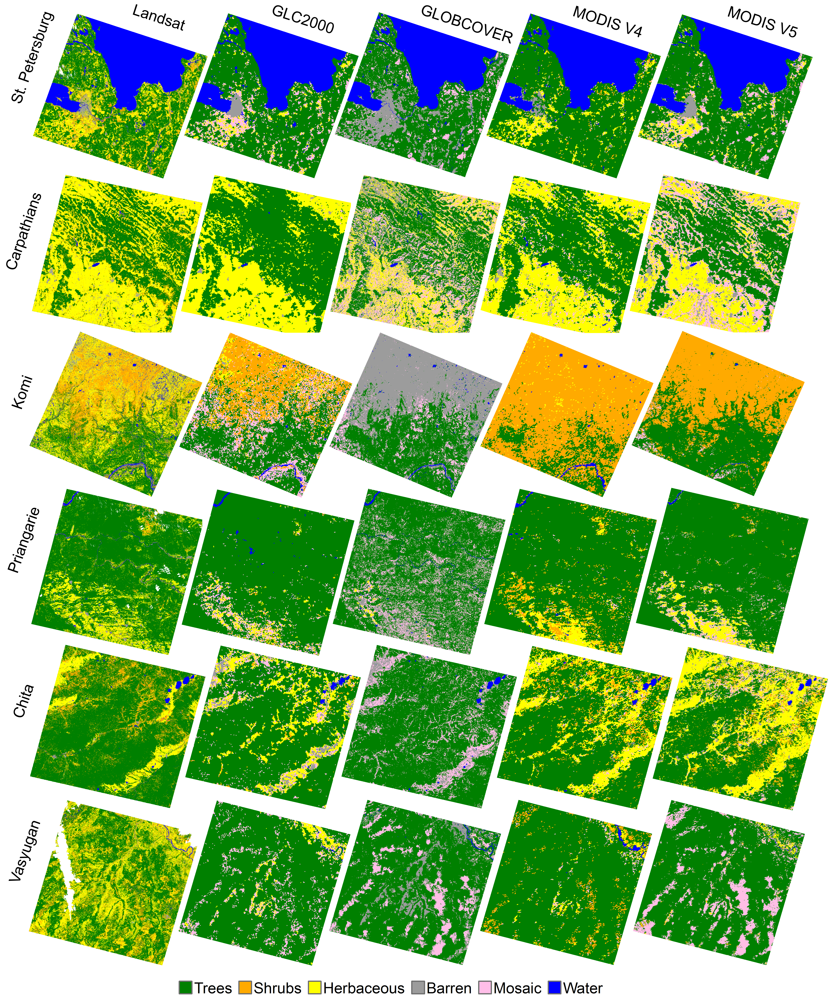 Landsat GLC2000 GLOBCOVER MODIS V4 MODIS V5
St. Petersburg
Carpathians
Komi
Priangarie
Chita
Vasyugan
Trees Shrubs Herbaceous Barren Mosaic Water